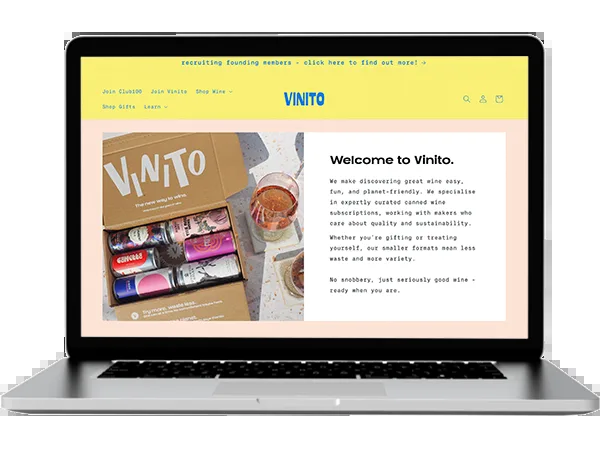 recruiting founding members - click here to find out more! →
Join Club100 Join Vinito Shop Wine
Shop Gifts Learn
VINITO
VINITO
The new way to wine.
Try more, waste less.
Welcome to Vinito.
We make discovering great wine easy,
fun, and planet-friendly. We specialise
in expertly curated canned wine
subscriptions, working with makers who
care about quality and sustainability.
Whether you're gifting or treating
yourself, our smaller formats mean less
waste and more variety.
No snobbery, just seriously good wine -
ready when you are.